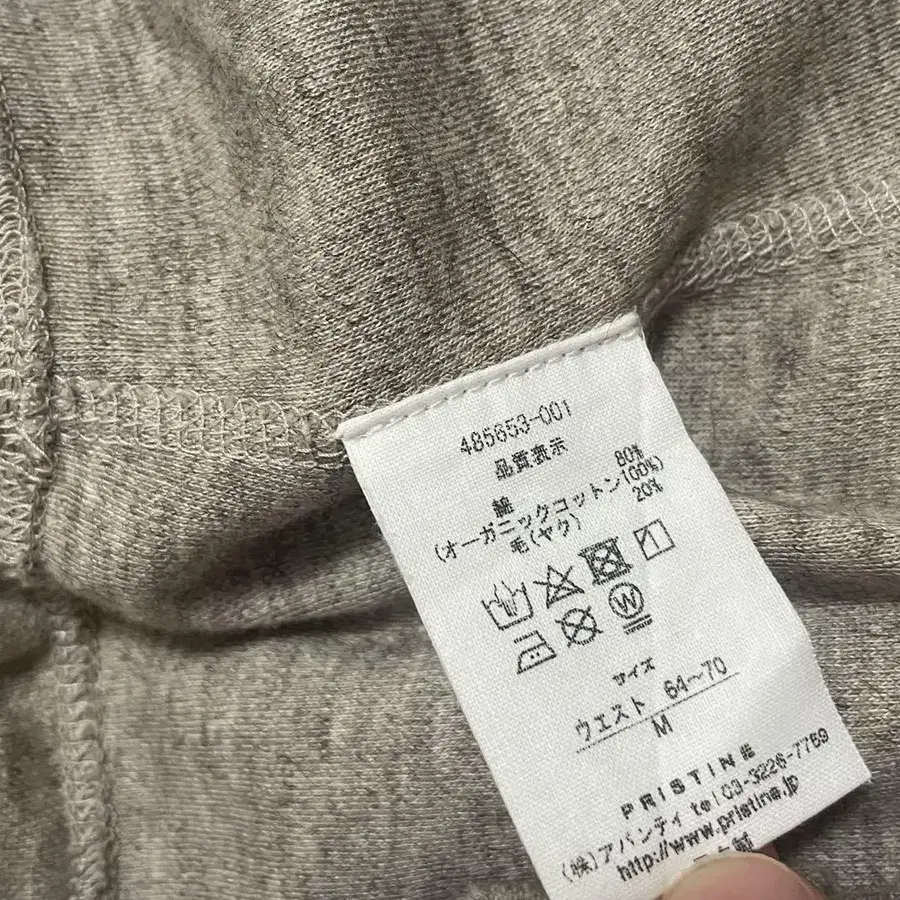 485653-001
品質表示
綿 80%
(オーガニックコットン100%)
毛(ヤク) 20%
W
サイズ
ウエスト 64～70
M
PRISTINE
(株)アバンティ tel 03-3226-7789
http://www.pristine.jp